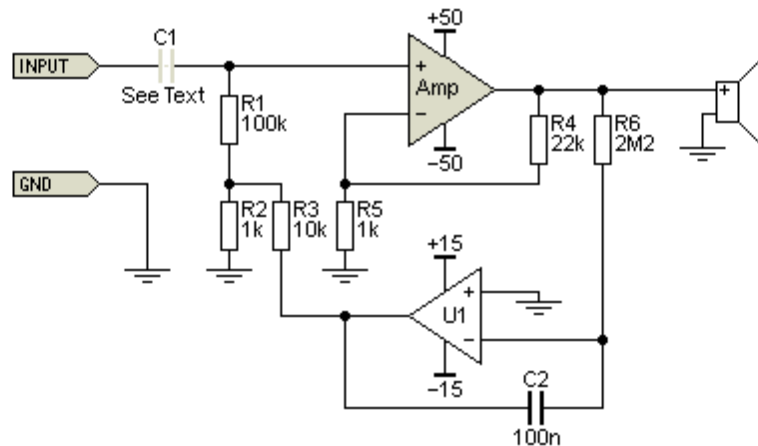 C1
INPUT
See Text
R1
100k
GND
R2
1k
R3
10k
R5
1k
+50
+
Amp
−
−50
R4
22k
R6
2M2
+
+15
+
U1
−
−15
C2
100n